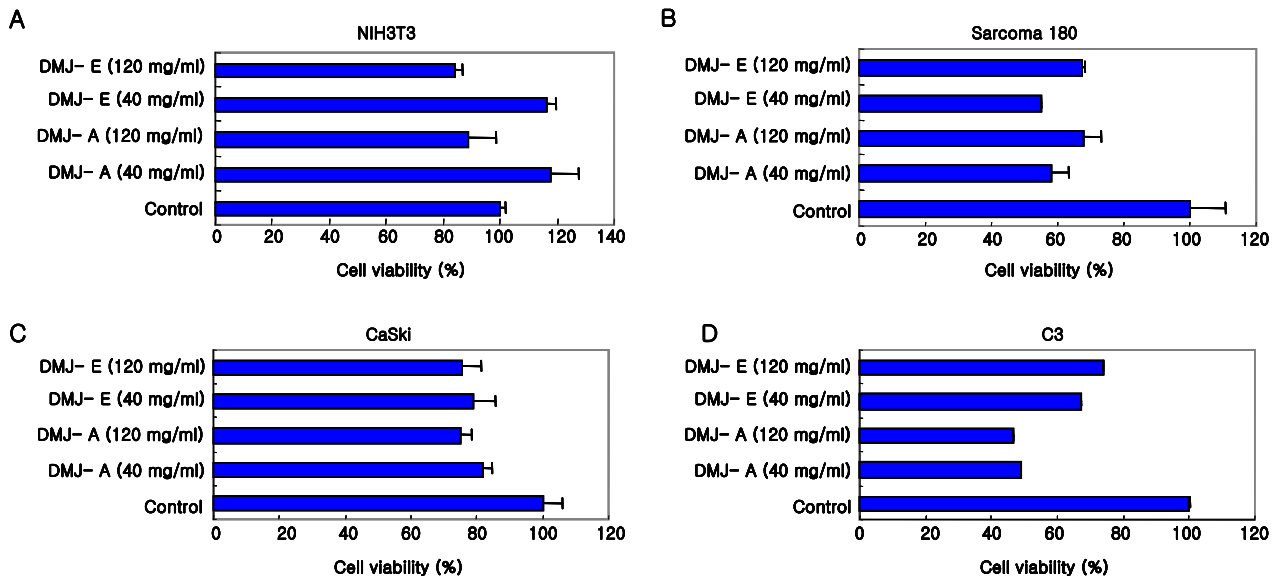 A
NIH3T3
DMJ- E (120 mg/ml)
DMJ- E (40 mg/ml)
DMJ- A (120 mg/ml)
DMJ- A (40 mg/ml)
Control
0 20 40 60 80 100 120 140
Cell viability (%)
B
Sarcoma 180
DMJ- E (120 mg/ml)
DMJ- E (40 mg/ml)
DMJ- A (120 mg/ml)
DMJ- A (40 mg/ml)
Control
0 20 40 60 80 100 120
Cell viability (%)
C
CaSki
DMJ- E (120 mg/ml)
DMJ- E (40 mg/ml)
DMJ- A (120 mg/ml)
DMJ- A (40 mg/ml)
Control
0 20 40 60 80 100 120
Cell viability (%)
D
C3
DMJ- E (120 mg/ml)
DMJ- E (40 mg/ml)
DMJ- A (120 mg/ml)
DMJ- A (40 mg/ml)
Control
0 20 40 60 80 100 120
Cell viability (%)